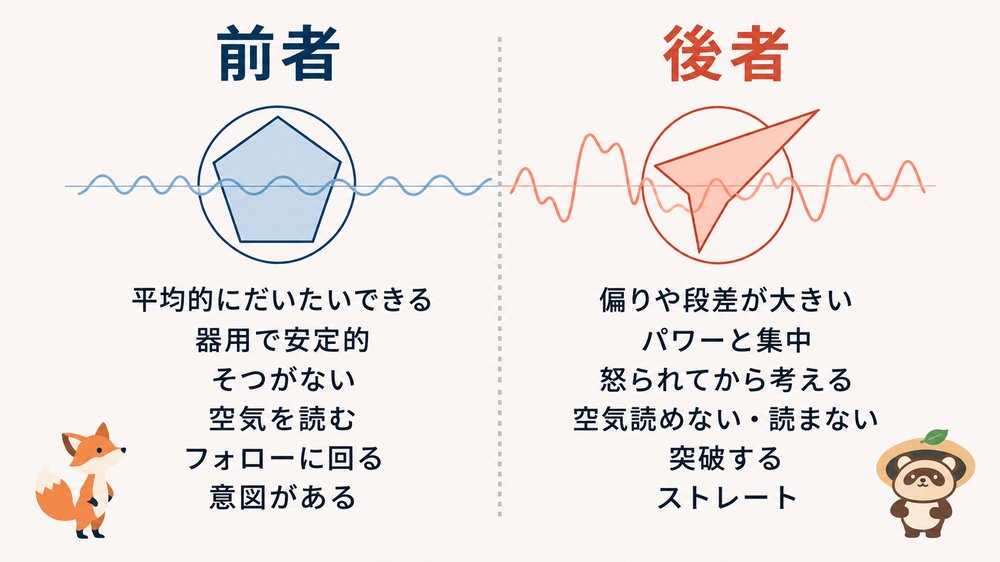 前者
平均的にだいたいできる
器用で安定的
そつがない
空気を読む
フォローに回る
意図がある
後者
偏りや段差が大きい
パワーと集中
怒られてから考える
空気読めない・読まない
突破する
ストレート